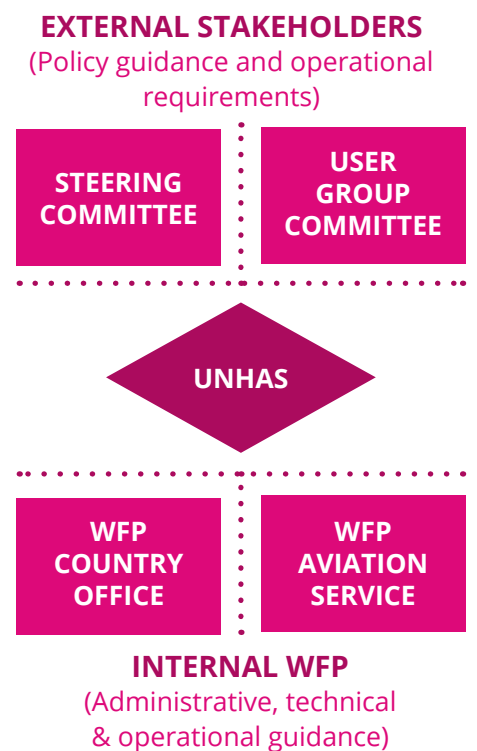 EXTERNAL STAKEHOLDERS
(Policy guidance and operational
requirements)
STEERING
COMMITTEE
USER
GROUP
COMMITTEE
UNHAS
WFP
COUNTRY
OFFICE
WFP
AVIATION
SERVICE
INTERNAL WFP
(Administrative, technical
& operational guidance)